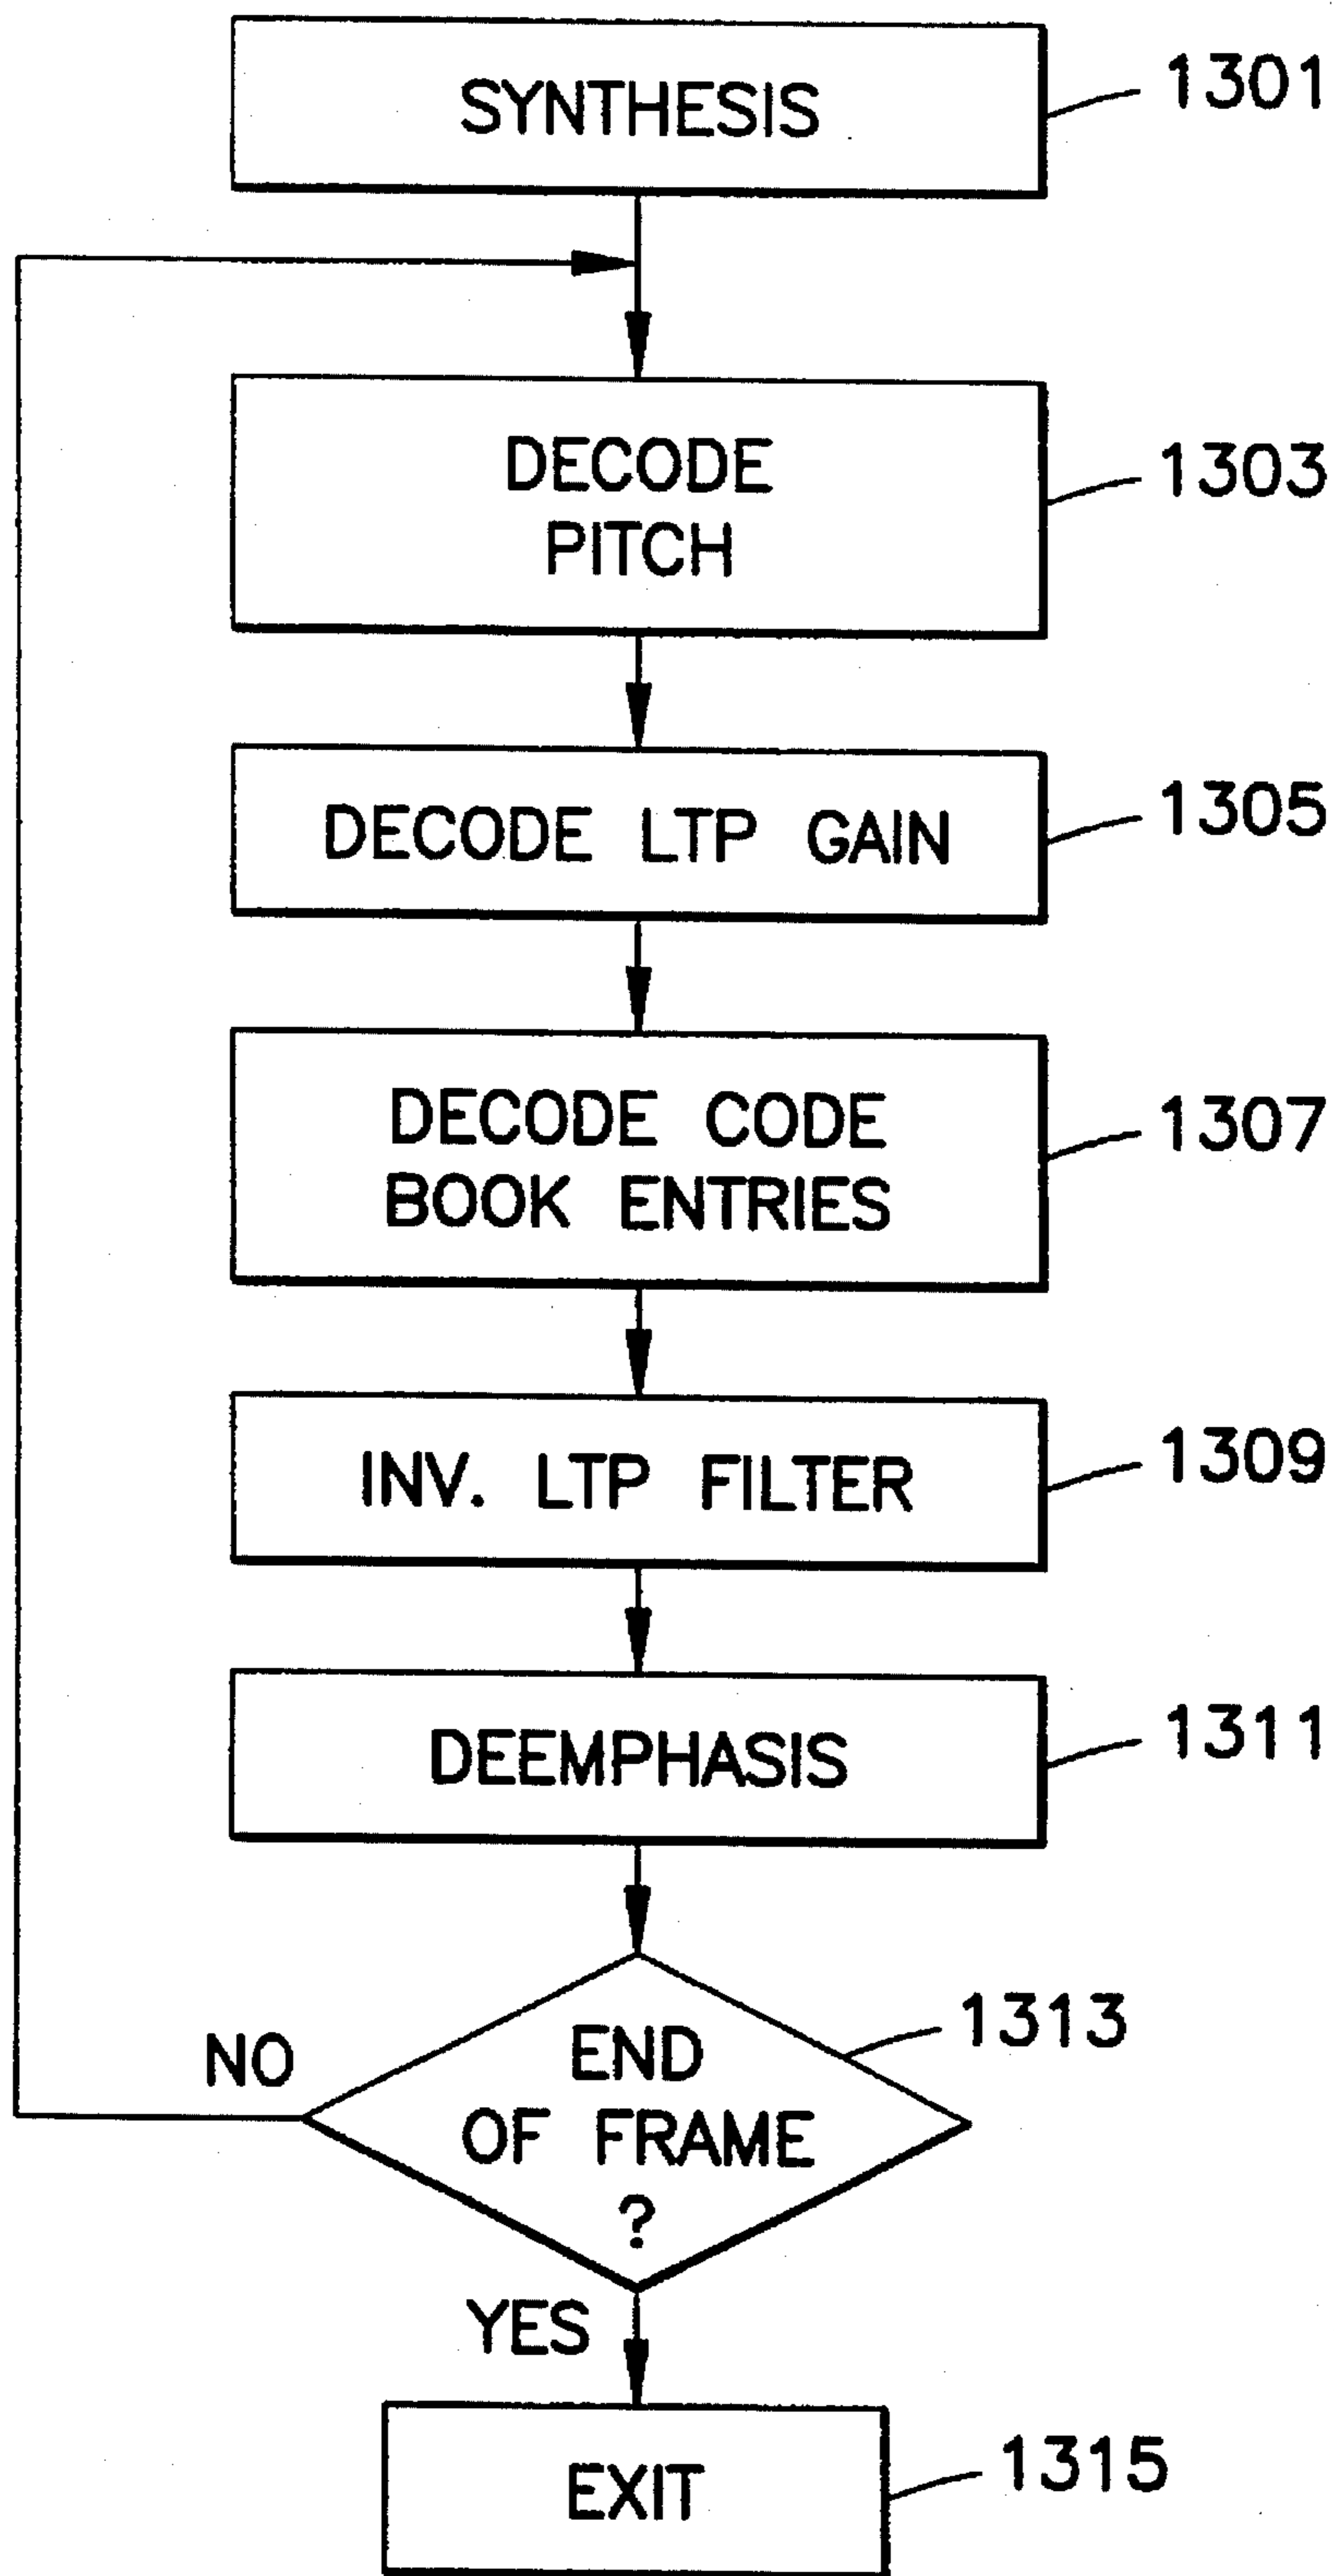 SYNTHESIS
1301
DECODE
PITCH
1303
DECODE LTP GAIN
1305
DECODE CODE
BOOK ENTRIES
1307
INV. LTP FILTER
1309
DEEMPHASIS
1311
END
OF FRAME
?
1313
NO
YES
EXIT
1315